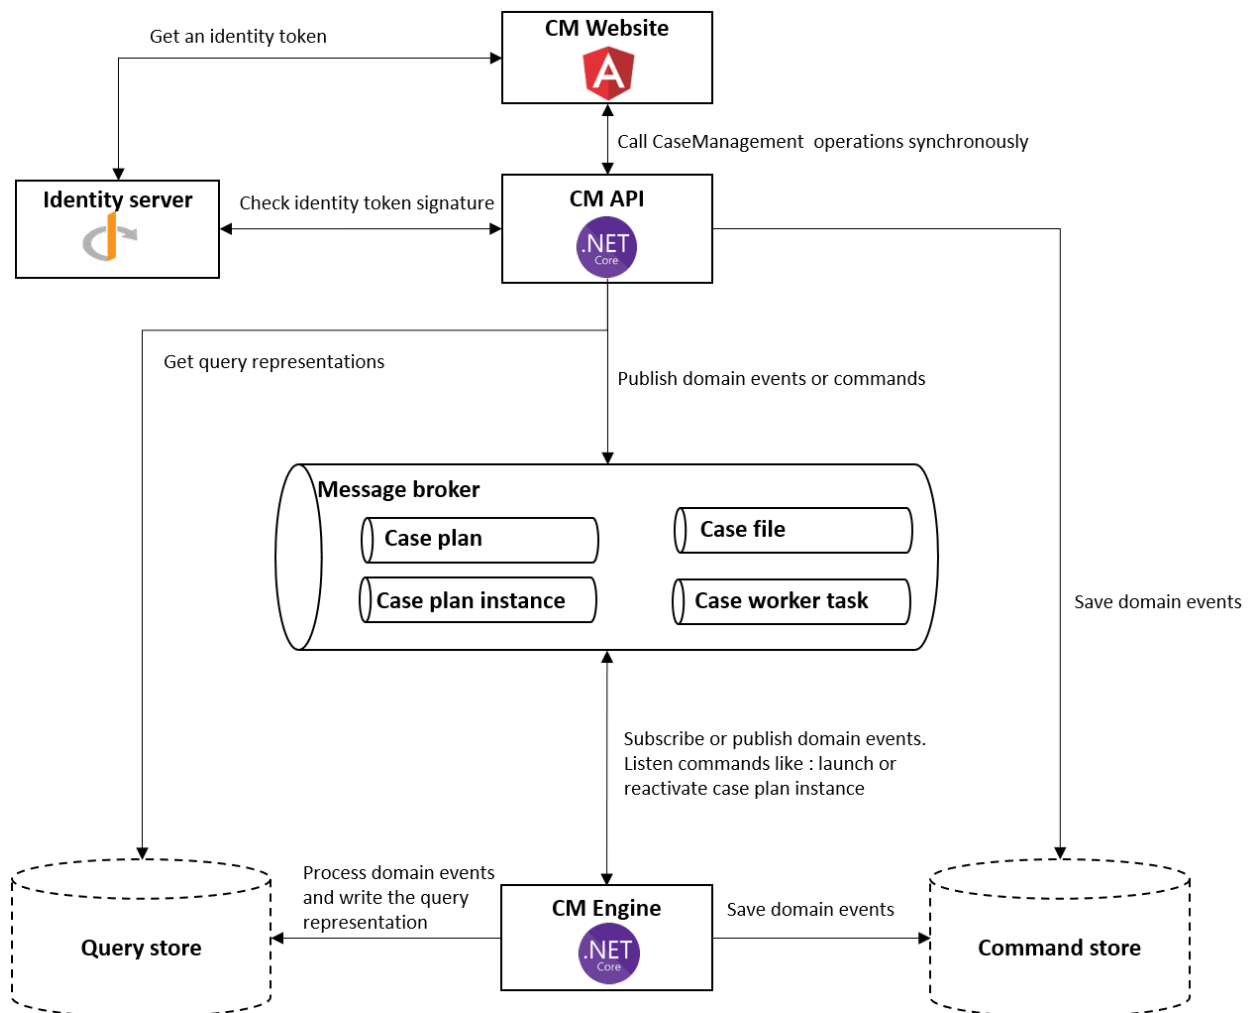 CM Website
Get an identity token
Call CaseManagement  operations synchronously
Identity server
Check identity token signature
CM API
.NET
Core
Get query representations
Publish domain events or commands
Message broker
Case plan
Case file
Case plan instance
Case worker task
Save domain events
Subscribe or publish domain events.
Listen commands like : launch or
reactivate case plan instance
Process domain events
and write the query
representation
CM Engine
.NET
Core
Save domain events
Query store
Command store